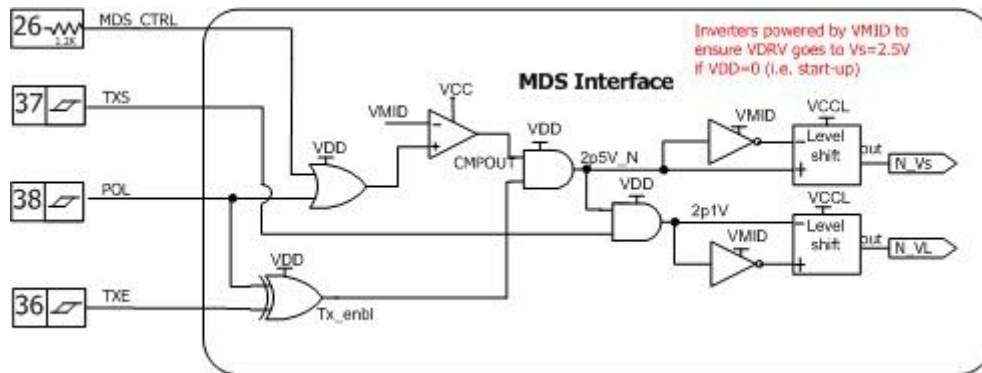 26
1.2K
MDS_CTRL
Inverters powered by VMID to
ensure VDRV goes to Vs=2.5V
if VDD=0 (i.e. start-up)
MDS Interface
37
TXS
VCC
VMID
VDD
CMPOUT
VDD
2p5V_N
VMID
VCCL
Level
shift
out
N_Vs
38
POL
VDD
2p1V
VMID
VCCL
Level
shift
out
N_VL
36
TXE
VDD
Tx_enbl